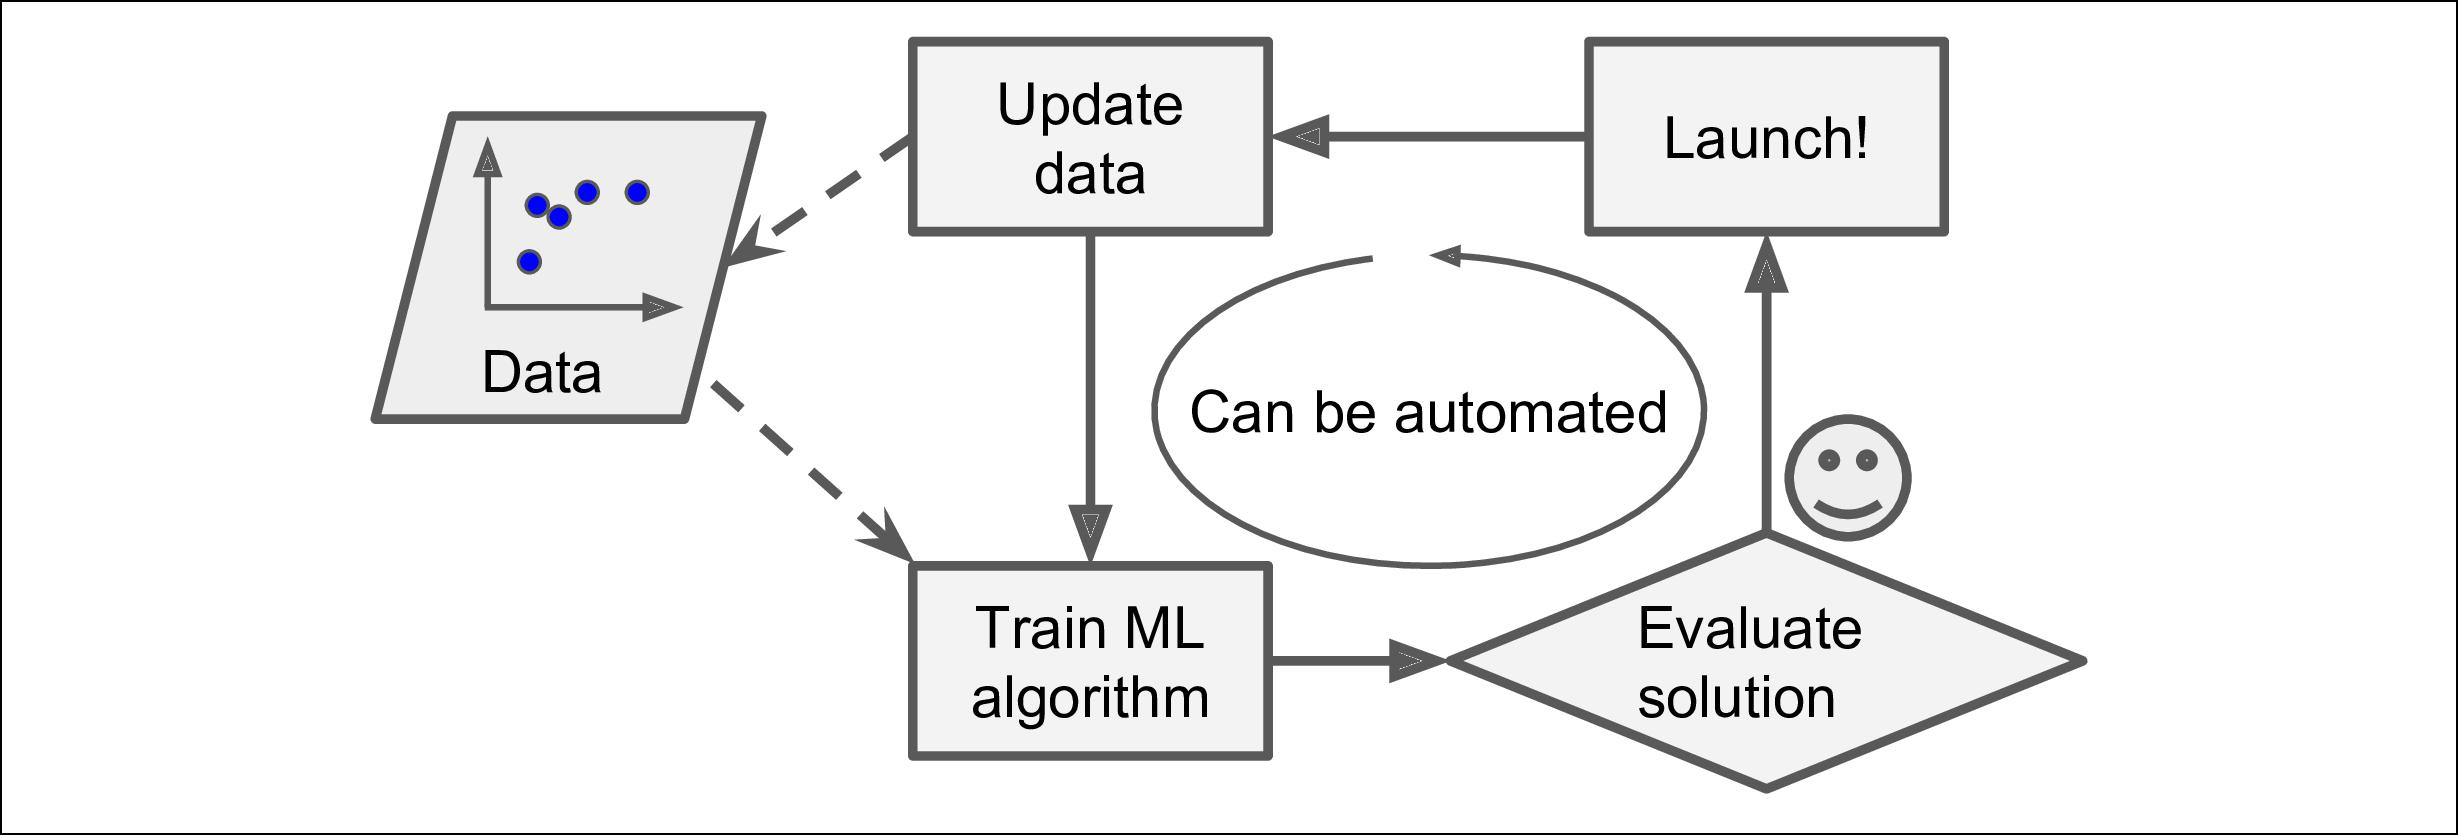 Update
data
Launch!
Data
Can be automated
Train ML
algorithm
Evaluate
solution